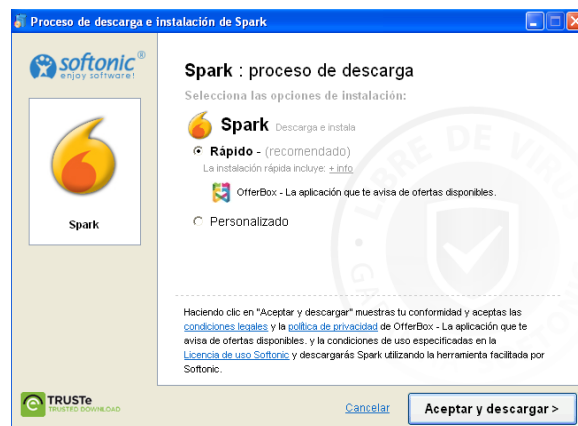 Proceso de descarga e instalación de Spark
softonic®
enjoy software!
Spark : proceso de descarga
Selecciona las opciones de instalación:
Spark Descarga e instala
Rápido - (recomendado)
La instalación rápida incluye: + info
OfferBox - La aplicación que te avisa de ofertas disponibles.
Personalizado
Spark
LIBRE DE
Haciendo clic en "Aceptar y descargar" muestras tu conformidad y aceptas las
condiciones legales y la política de privacidad de OfferBox - La aplicación que te
avisa de ofertas disponibles. y la condiciones de uso especificadas en la
Licencia de uso Softonic y descargarás Spark utilizando la herramienta facilitada por
Softonic.
TRUSTe
TRUSTED DOWNLOAD
Cancelar
Aceptar y descargar >